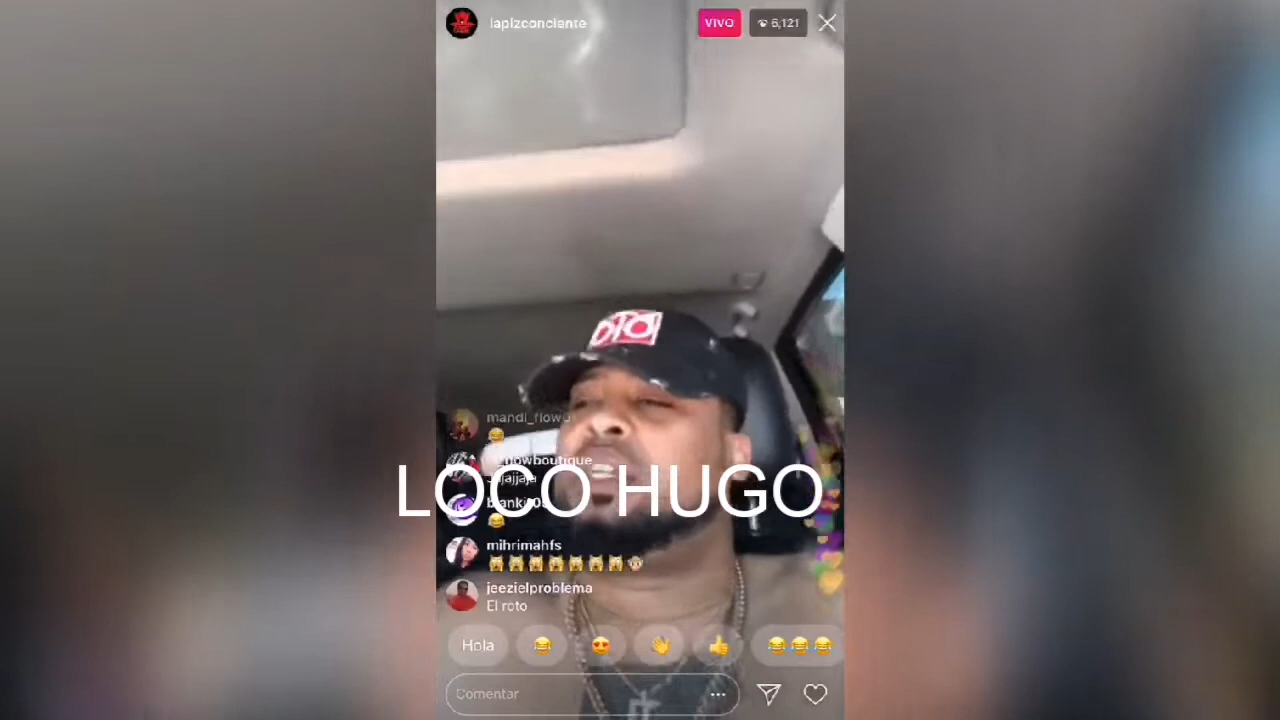 lapizconciente
VIVO
6,121
mandi_flow
LOCO HUGO
mihrimahfs
jeezielproblema
El roto
Hola
Comentar